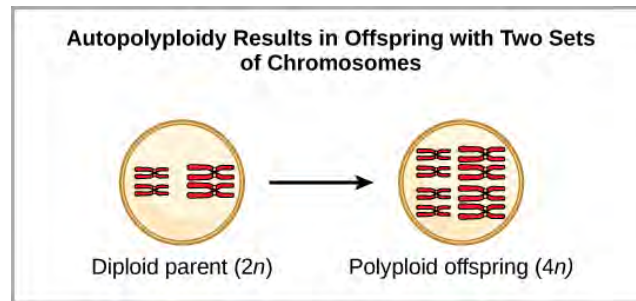 Autopolyploidy Results in Offspring with Two Sets
of Chromosomes
Diploid parent (2n)
Polyploid offspring (4n)